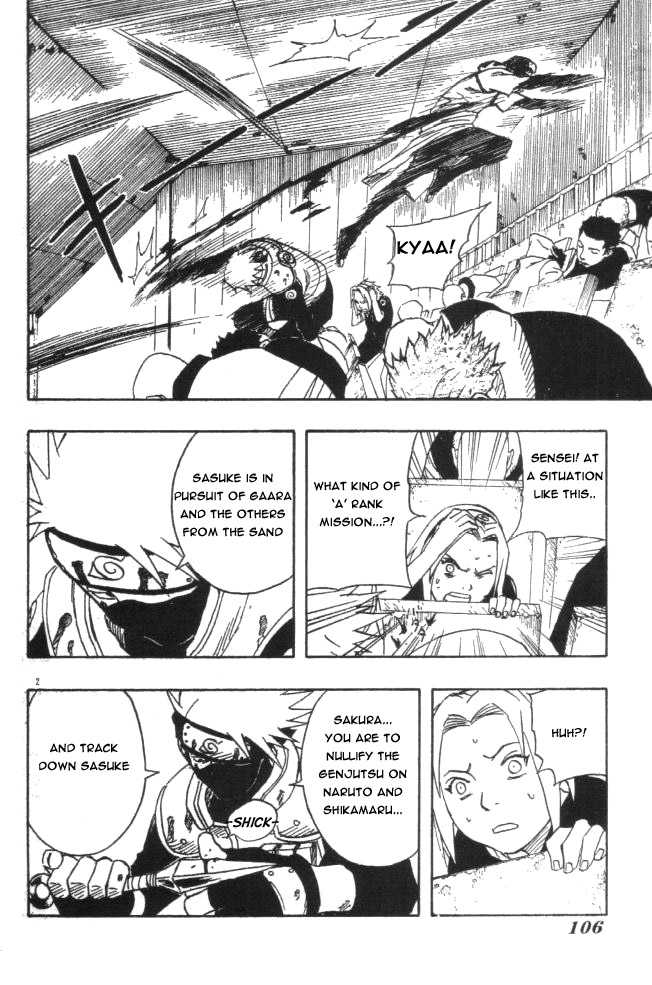 KYAA!
SENSEI! AT
A SITUATION
LIKE THIS..
WHAT KIND OF
'A' RANK
MISSION...?!
SASUKE IS IN
PURSUIT OF GAARA
AND THE OTHERS
FROM THE SAND
2
HUH?!
SAKURA...
YOU ARE TO
NULLIFY THE
GENJUTSU ON
NARUTO AND
SHIKAMARU...
-SHICK-
AND TRACK
DOWN SASUKE
106